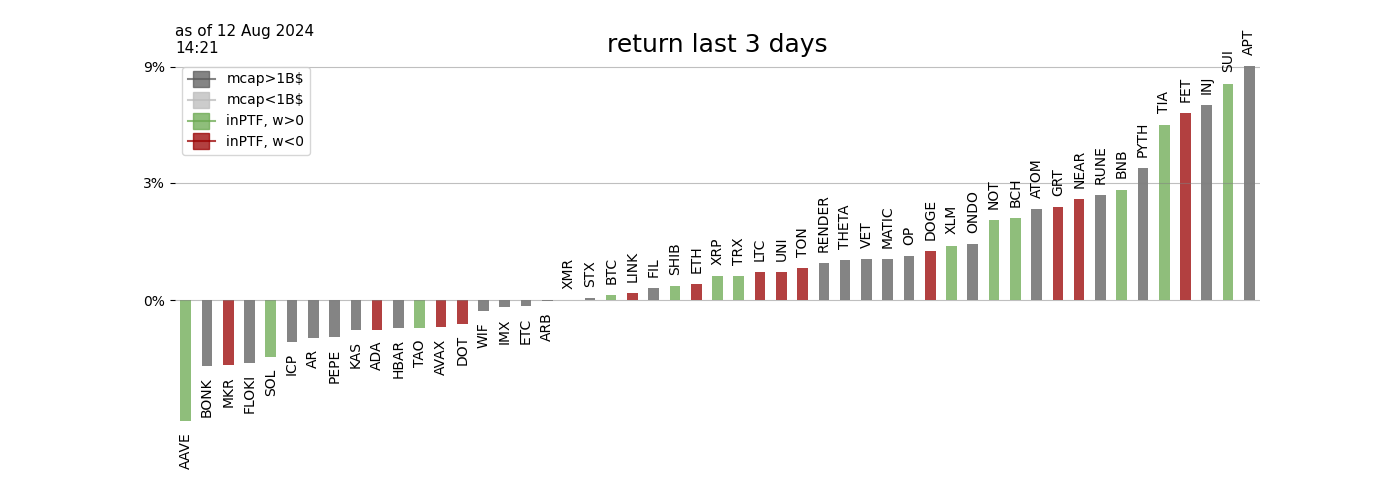 as of 12 Aug 2024
14:21
return last 3 days
9%
3%
0%
mcap>1B$
mcap<1B$
inPTF, w>0
inPTF, w<0
AAVE
BONK
MKR
FLOKI
SOL
ICP
AR
PEPE
KAS
ADA
HBAR
TAO
AVAX
DOT
WIF
IMX
ETC
ARB
XMR
STX
BTC
LINK
FIL
SHIB
ETH
XRP
TRX
LTC
UNI
TON
RENDER
THETA
VET
MATIC
OP
DOGE
XLM
ONDO
NOT
BCH
ATOM
GRT
NEAR
RUNE
BNB
PYTH
TIA
FET
INJ
SUI
APT